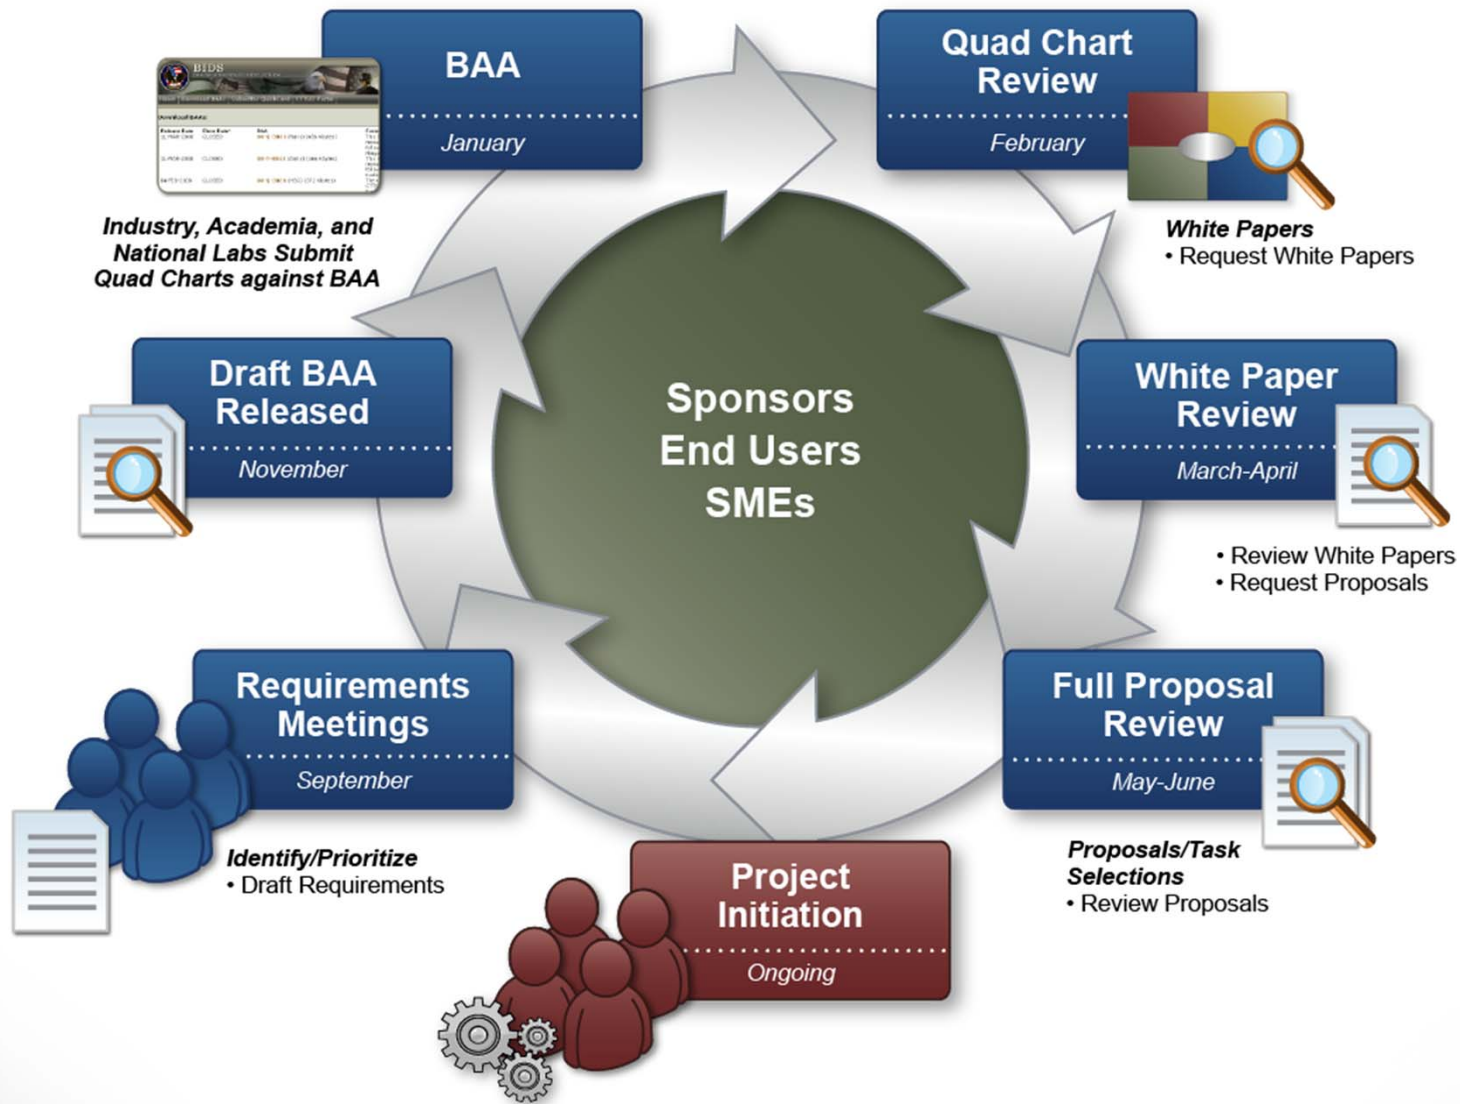 BAA
January
BIDS
Industry, Academia, and
National Labs Submit
Quad Charts against BAA
Quad Chart
Review
February
White Papers
• Request White Papers
White Paper
Review
March-April
• Review White Papers
• Request Proposals
Full Proposal
Review
May-June
Proposals/Task
Selections
• Review Proposals
Project
Initiation
Ongoing
Requirements
Meetings
September
Identify/Prioritize
• Draft Requirements
Draft BAA
Released
November
Sponsors
End Users
SMEs